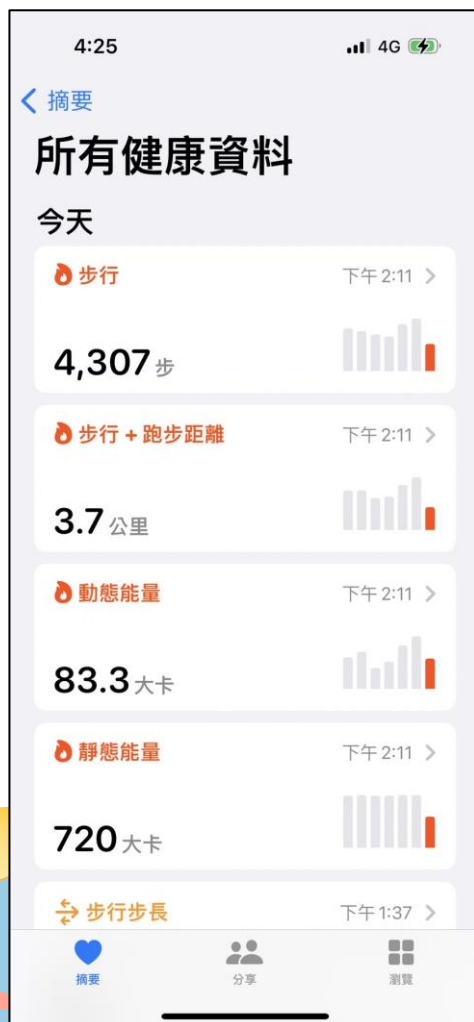 4:25
4G
摘要
所有健康資料
今天
步行 下午 2:11
4,307 步
步行 + 跑步距離 下午 2:11
3.7 公里
動態能量 下午 2:11
83.3 大卡
靜態能量 下午 2:11
720 大卡
步行步長 下午 1:37
摘要 分享 瀏覽